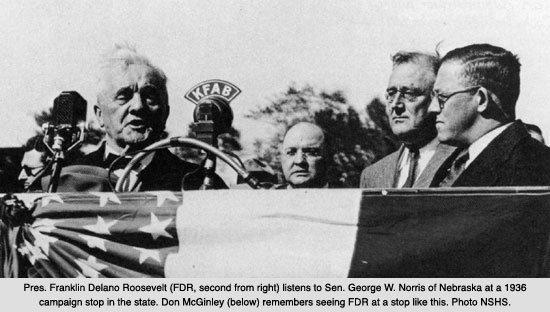 KFAB
Pres. Franklin Delano Roosevelt (FDR, second from right) listens to Sen. George W. Norris of Nebraska at a 1936
campaign stop in the state. Don McGinley (below) remembers seeing FDR at a stop like this. Photo NSHS.